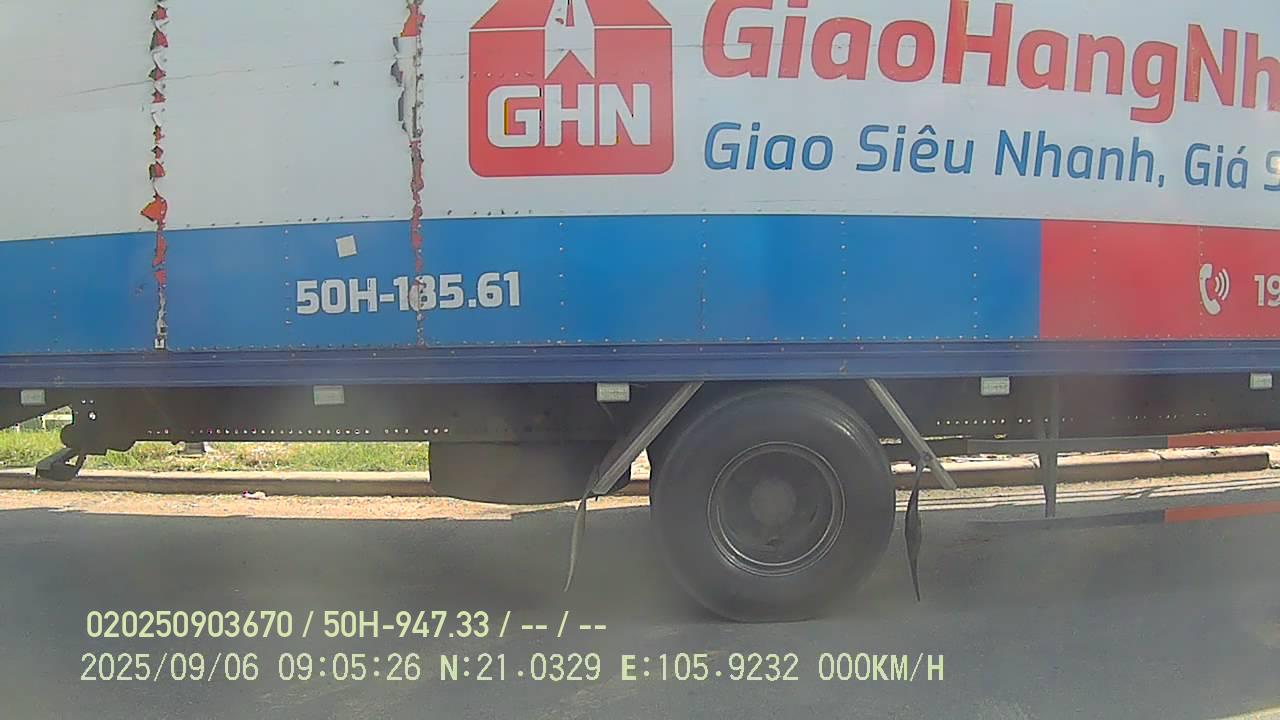 GHN
GiaoHangNh
Giao Siêu Nhanh, Giá
50H-185.61
19
020250903670 / 50H-947.33 / -- / --
2025/09/06 09:05:26 N:21.0329 E:105.9232 000KM/H